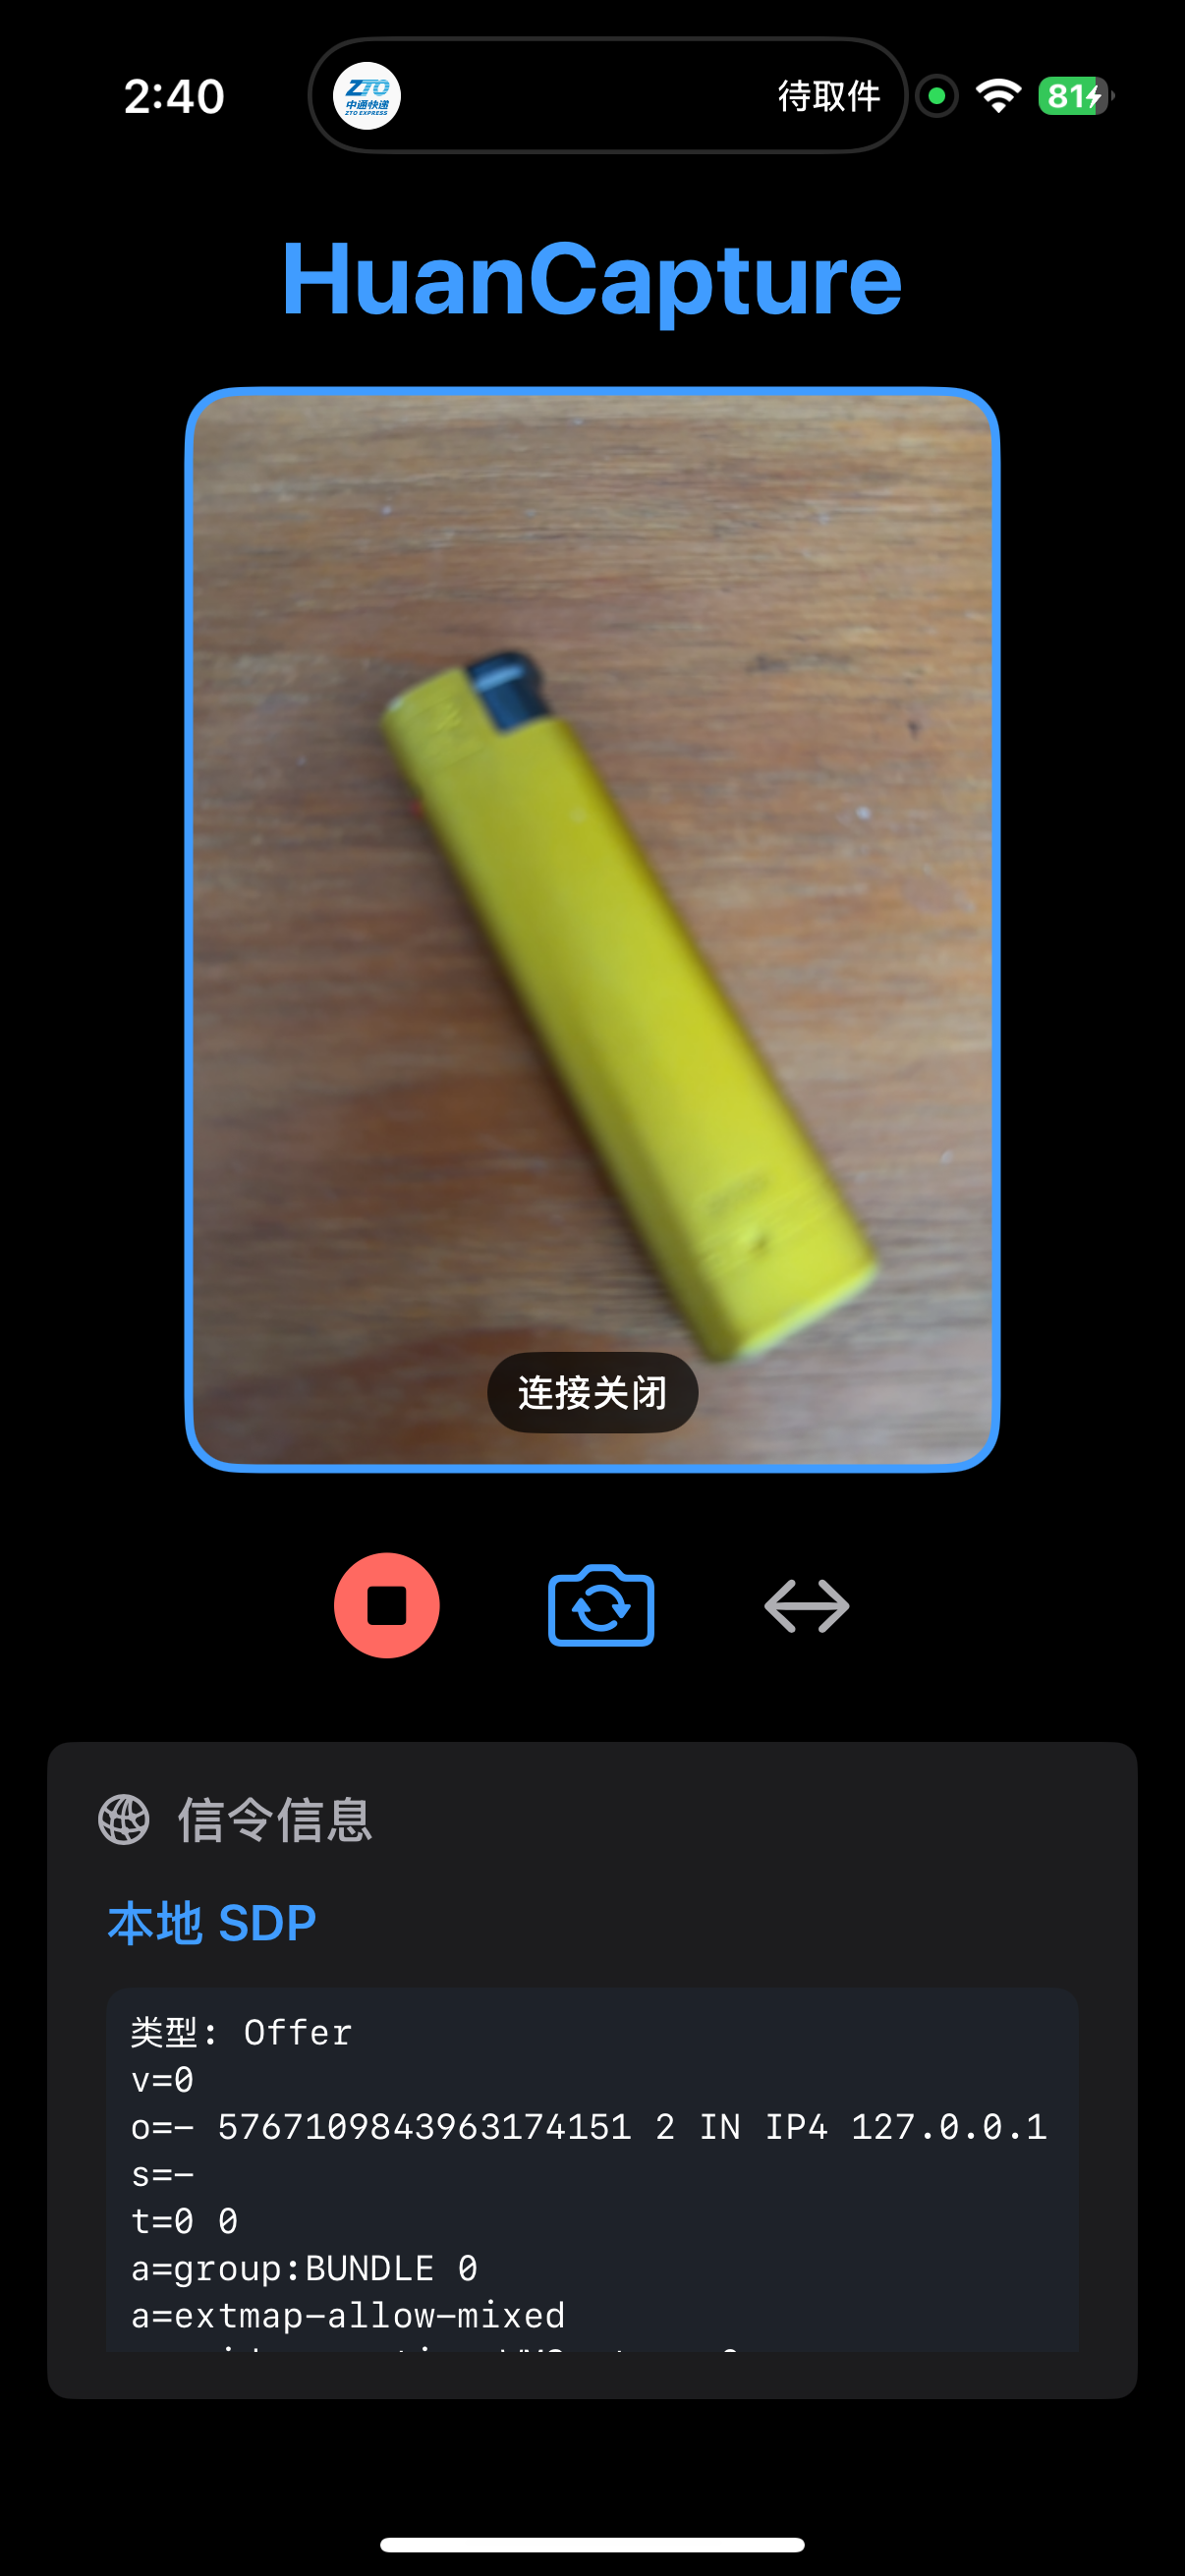 2:40
ZTO
中通快递
ZTO EXPRESS
待取件
81
HuanCapture
连接关闭
信令信息
本地 SDP
类型: Offer
v=0
o=- 5767109843963174151 2 IN IP4 127.0.0.1
s=-
t=0 0
a=group:BUNDLE 0
a=extmap-allow-mixed